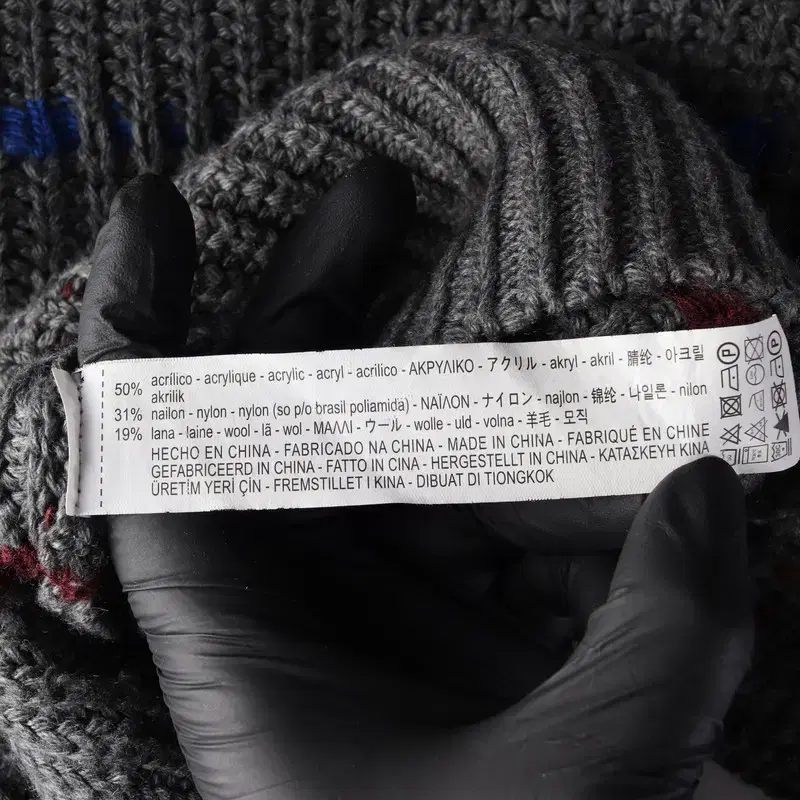 50% acrílico - acrylique - acrylic - acryl - acrilico - ΑΚΡΥΛΙΚΟ - アクリル - akryl - akril - 腈纶 - 아크릴
akrilik
31% nailon - nylon - nylon (so p/o brasil poliamida) - ΝΑΪΛΟΝ - ナイロン - najlon - 锦纶 - 나일론 - nilon
19% lana - laine - wool - lã - wol - ΜΑΛΛΙ - ウール - wolle - uld - volna - 羊毛 - 모직
HECHO EN CHINA - FABRICADO NA CHINA - MADE IN CHINA - FABRIQUÉ EN CHINE
GEFABRICEERD IN CHINA - FATTO IN CINA - HERGESTELLT IN CHINA - ΚΑΤΑΣΚΕΥΗ ΚΙΝΑ
ÜRETİM YERİ ÇİN - FREMSTILLET I KINA - DIBUAT DI TIONGKOK